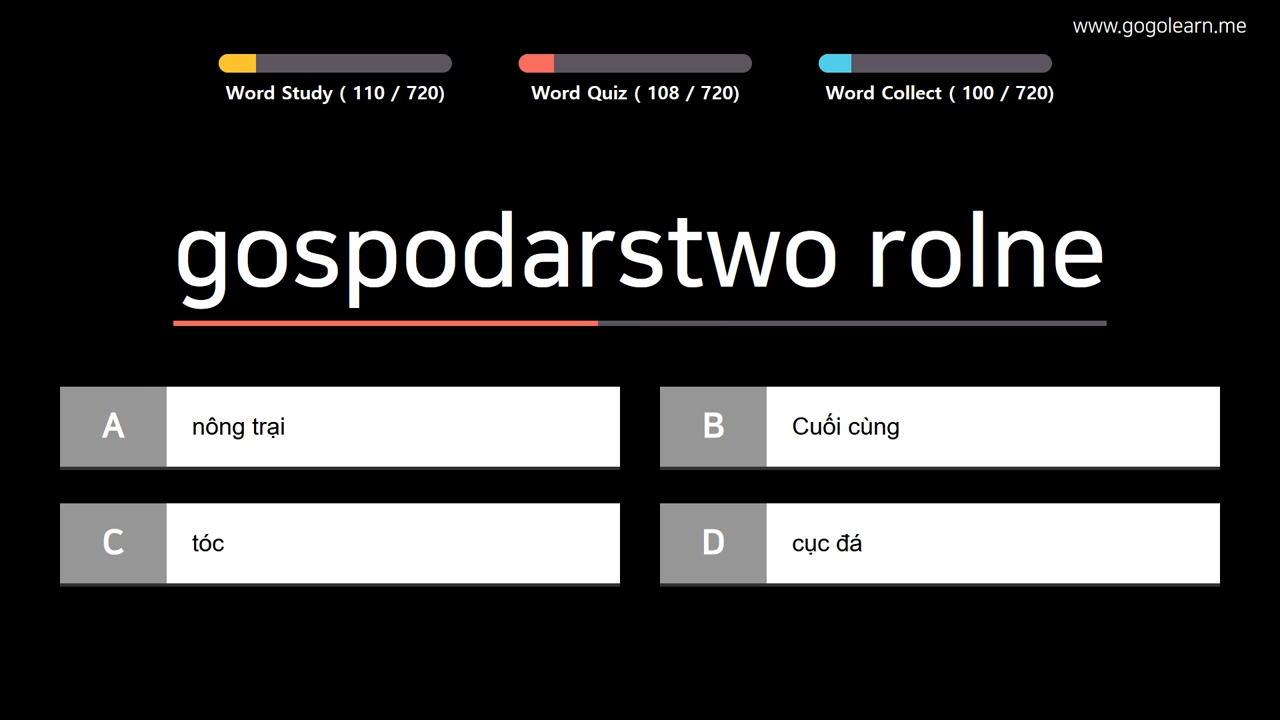 www.gogolearn.me
Word Study ( 110 / 720)
Word Quiz ( 108 / 720)
Word Collect ( 100 / 720)
gospodarstwo rolne
A nông trại
B Cuối cùng
C tóc
D cục đá